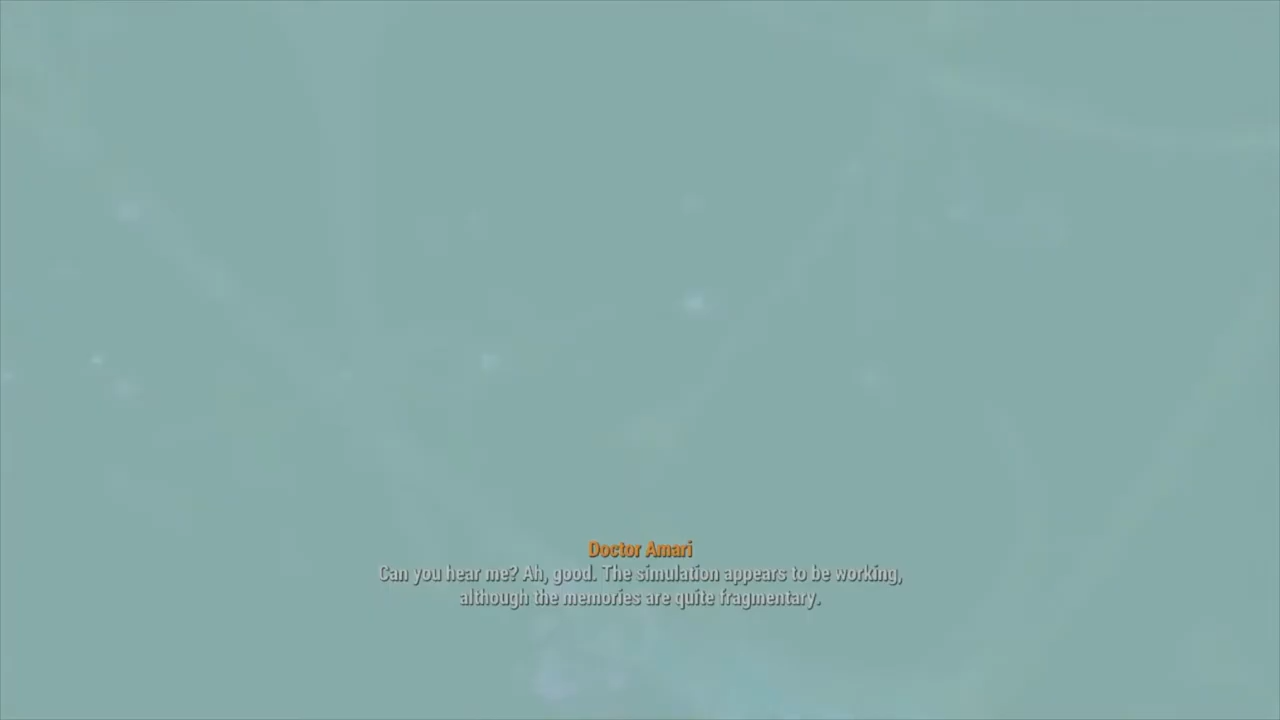 Doctor Amari
Can you hear me? Ah, good. The simulation appears to be working,
although the memories are quite fragmentary.